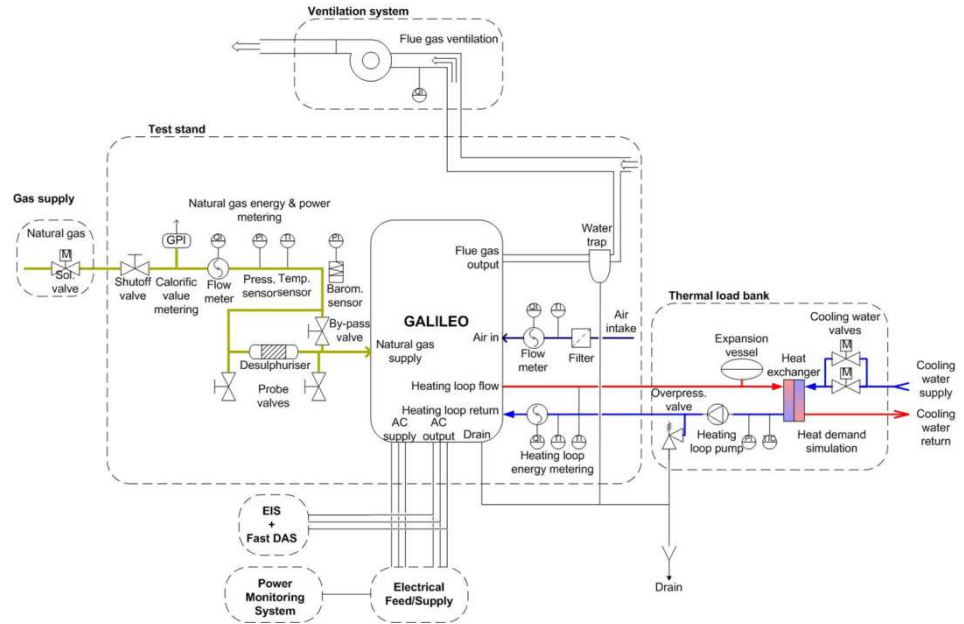 Ventilation system
Flue gas ventilation
QI
Test stand
Gas supply
Natural gas
M
Sol.
valve
Shutoff
valve
GPI
Calorific
value
metering
Natural gas energy & power
metering
QI
Flow
meter
PI
Press.
sensor
TI
Temp.
sensor
PI
Barom.
sensor
By-pass
valve
Desulphuriser
Probe
valves
GALILEO
Natural gas
supply
Flue gas
output
Air in
Heating loop flow
Heating loop return
AC
supply
AC
output
Drain
Water
trap
QI
TI
Flow
meter
Filter
Air
intake
QI
TI
TI
Heating loop
energy metering
Thermal load bank
Expansion
vessel
Heat
exchanger
Cooling water
valves
M
M
Cooling
water
supply
Cooling
water
return
Overpress.
valve
Heating
loop pump
PI
TIC
Heat demand
simulation
Drain
EIS
+
Fast DAS
Power
Monitoring
System
Electrical
Feed/Supply